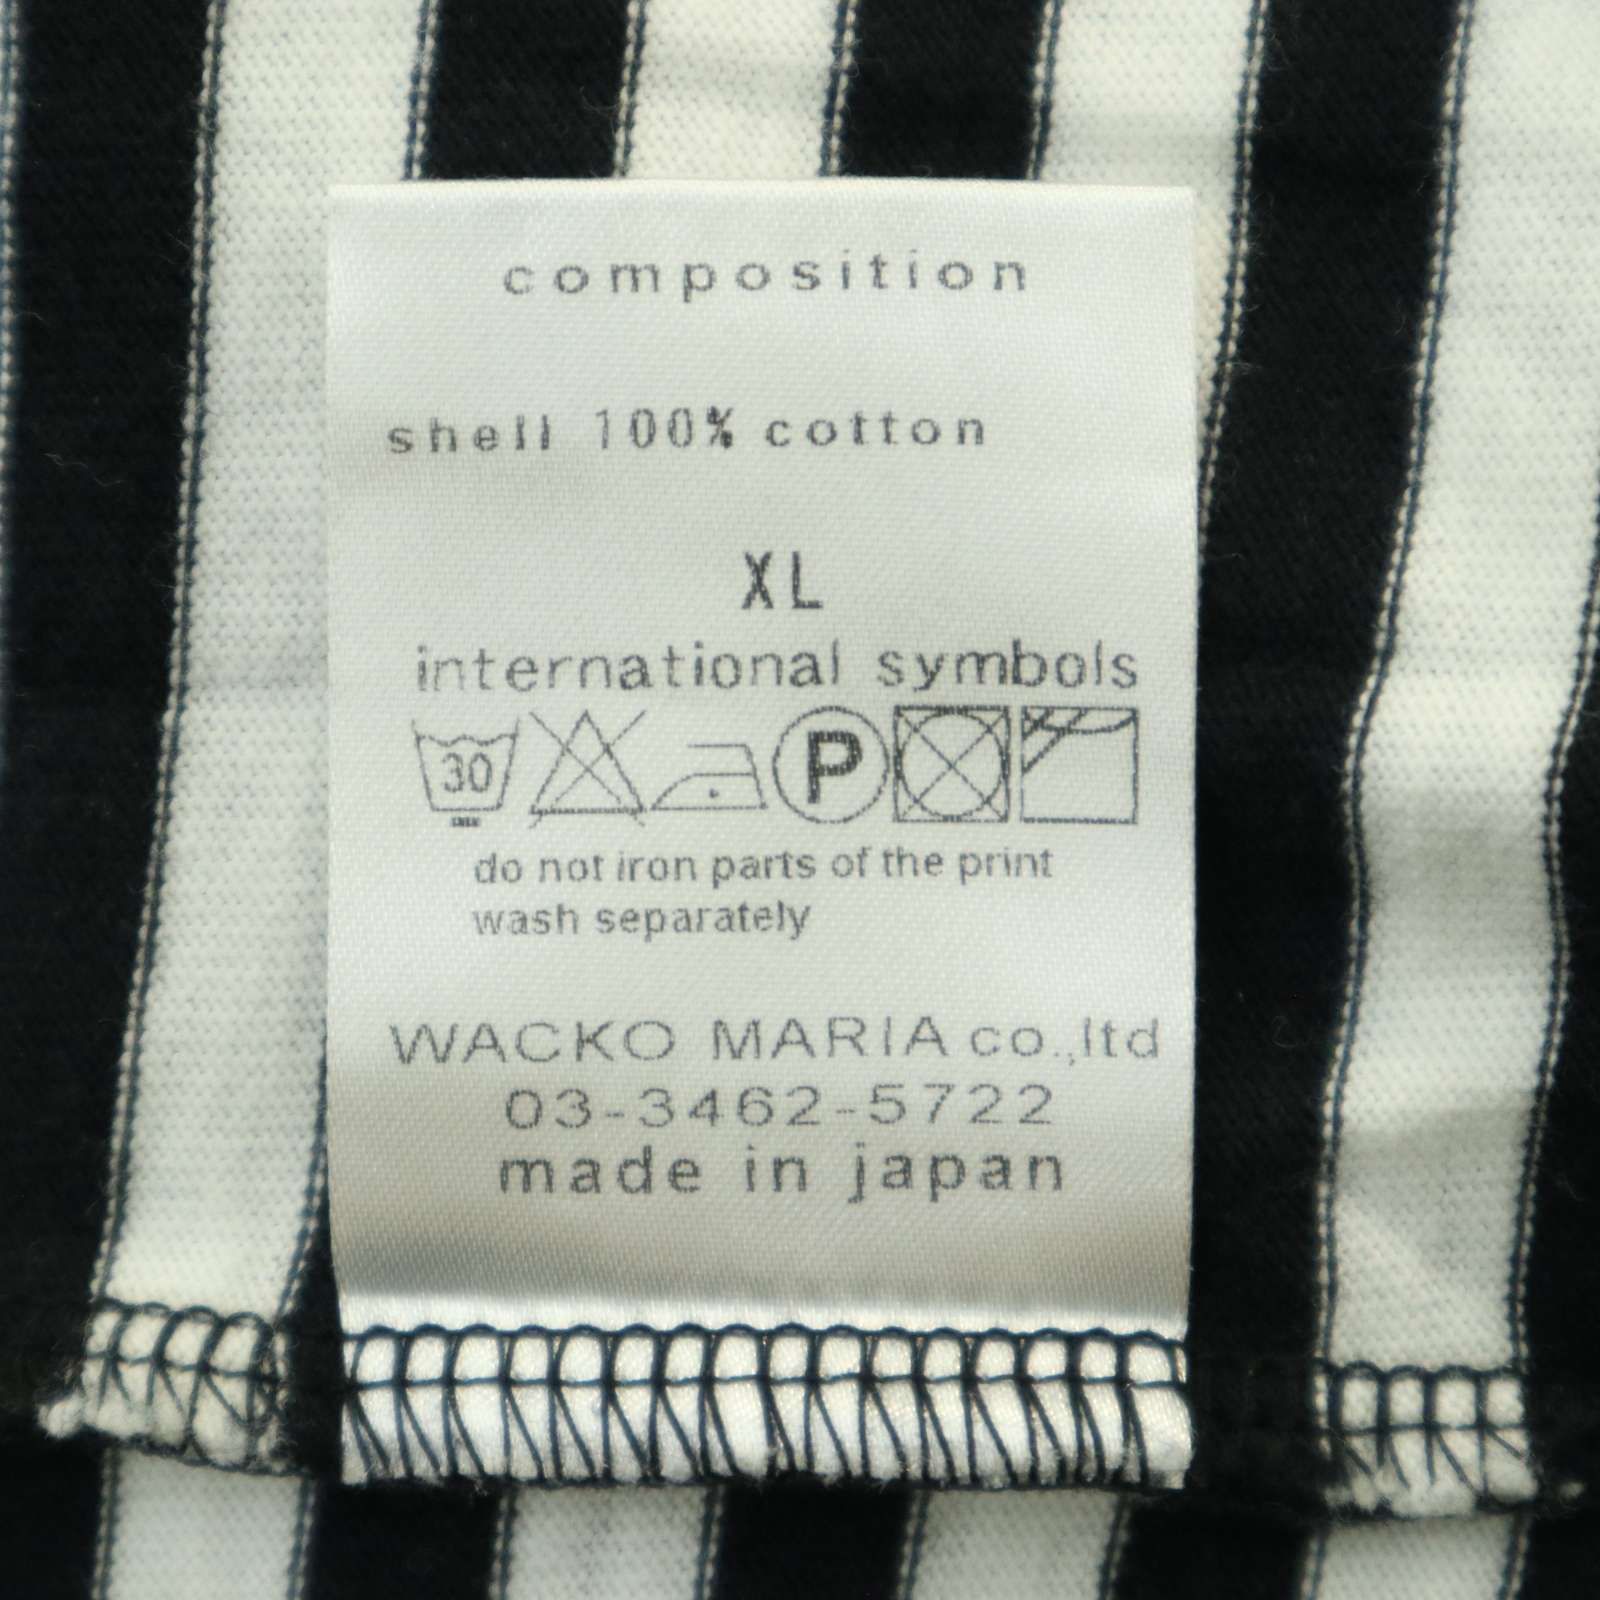 composition
shell 100% cotton
XL
international symbols
30 P
do not iron parts of the print
wash separately
WACKO MARIA co.,ltd
03-3462-5722
made in japan